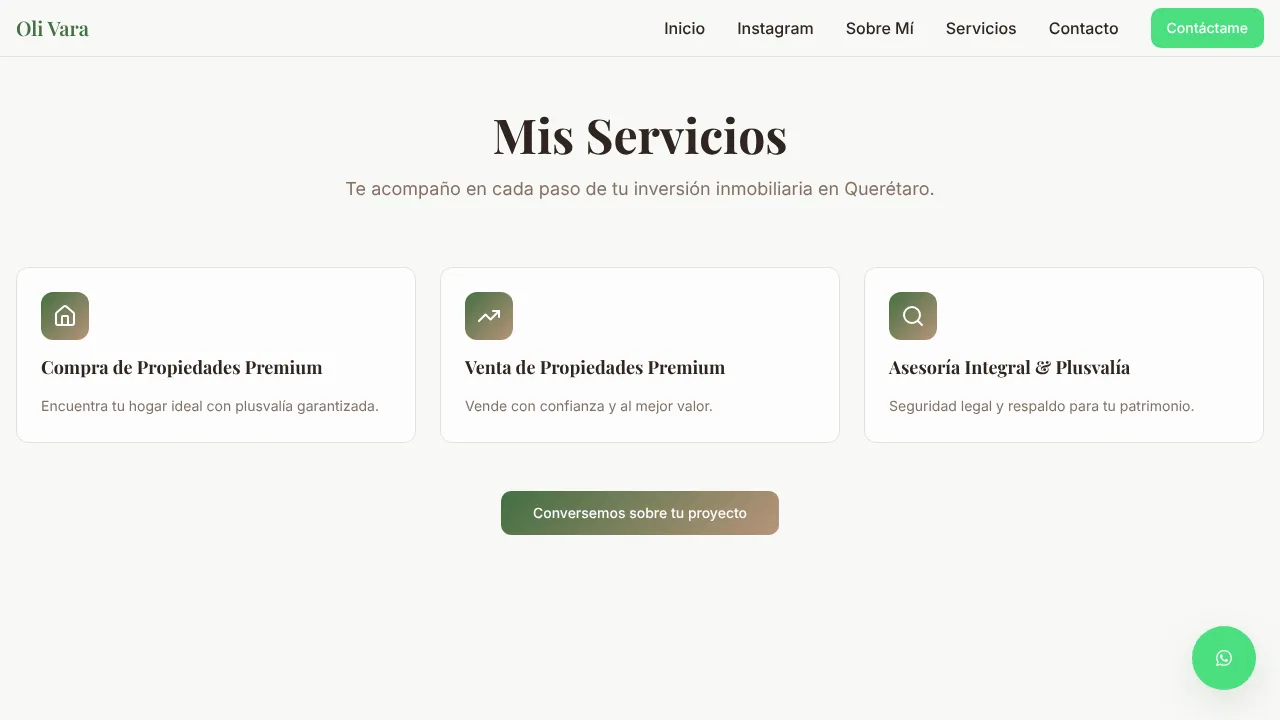 Oli Vara
Inicio
Instagram
Sobre Mí
Servicios
Contacto
Contáctame
Mis Servicios
Te acompaño en cada paso de tu inversión inmobiliaria en Querétaro.
Compra de Propiedades Premium
Encuentra tu hogar ideal con plusvalía garantizada.
Venta de Propiedades Premium
Vende con confianza y al mejor valor.
Asesoría Integral & Plusvalía
Seguridad legal y respaldo para tu patrimonio.
Conversemos sobre tu proyecto